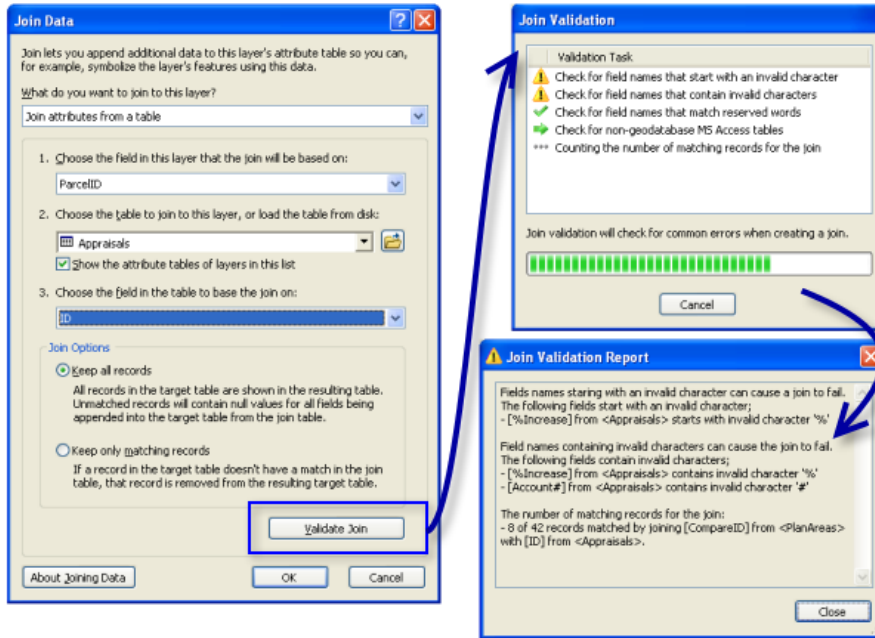 Join Data
Join lets you append additional data to this layer's attribute table so you can,
for example, symbolize the layer's features using this data.
What do you want to join to this layer?
Join attributes from a table
1. Choose the field in this layer that the join will be based on:
ParcelID
2. Choose the table to join to this layer, or load the table from disk:
Appraisals
Show the attribute tables of layers in this list
3. Choose the field in the table to base the join on:
ID
Join Options
Keep all records
All records in the target table are shown in the resulting table.
Unmatched records will contain null values for all fields being
appended into the target table from the join table.
Keep only matching records
If a record in the target table doesn't have a match in the join
table, that record is removed from the resulting target table.
Validate Join
About Joining Data
OK
Cancel
Join Validation
Validation Task
Check for field names that start with an invalid character
Check for field names that contain invalid characters
Check for field names that match reserved words
Check for non-geodatabase MS Access tables
Counting the number of matching records for the join
Join validation will check for common errors when creating a join.
Cancel
Join Validation Report
Fields names staring with an invalid character can cause a join to fail.
The following fields start with an invalid character;
- [%Increase] from <Appraisals> starts with invalid character '%'
Field names containing invalid characters can cause the join to fail.
The following fields contain invalid characters;
- [%Increase] from <Appraisals> contains invalid character '%'
- [Account#] from <Appraisals> contains invalid character '#'
The number of matching records for the join:
- 8 of 42 records matched by joining [CompareID] from <PlanAreas>
with [ID] from <Appraisals>.
Close